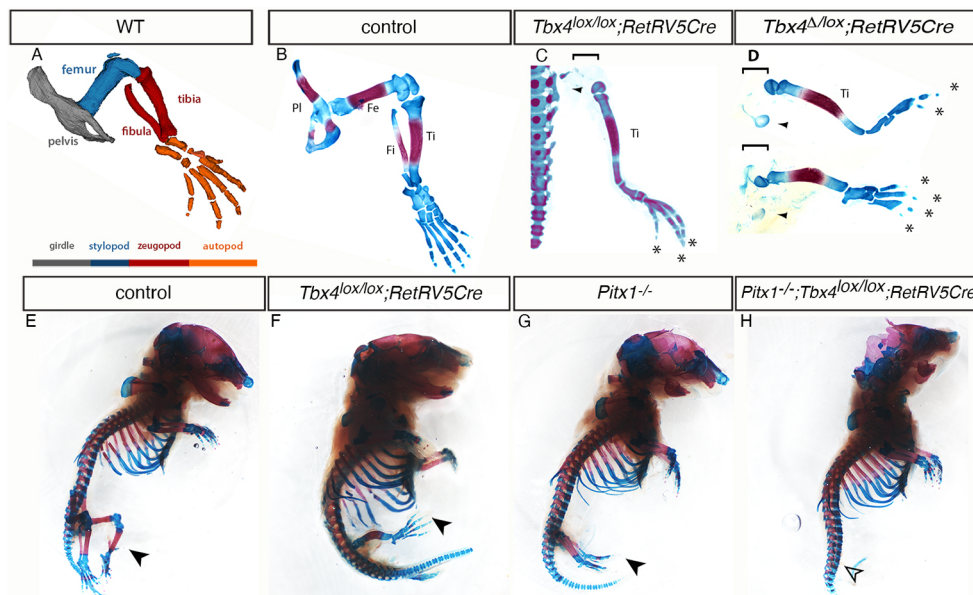 WT
control
Tbx4lox/lox;RetRV5Cre
Tbx4Δ/lox;RetRV5Cre
A
femur
tibia
fibula
pelvis
girdle stylopod zeugopod autopod
B
Pl
Fe
Fi
Ti
C
Ti
*
*
*
D
Ti
*
*
*
*
*
*
control
Tbx4lox/lox;RetRV5Cre
Pitx1-/-
Pitx1-/-;Tbx4lox/lox;RetRV5Cre
E
F
G
H